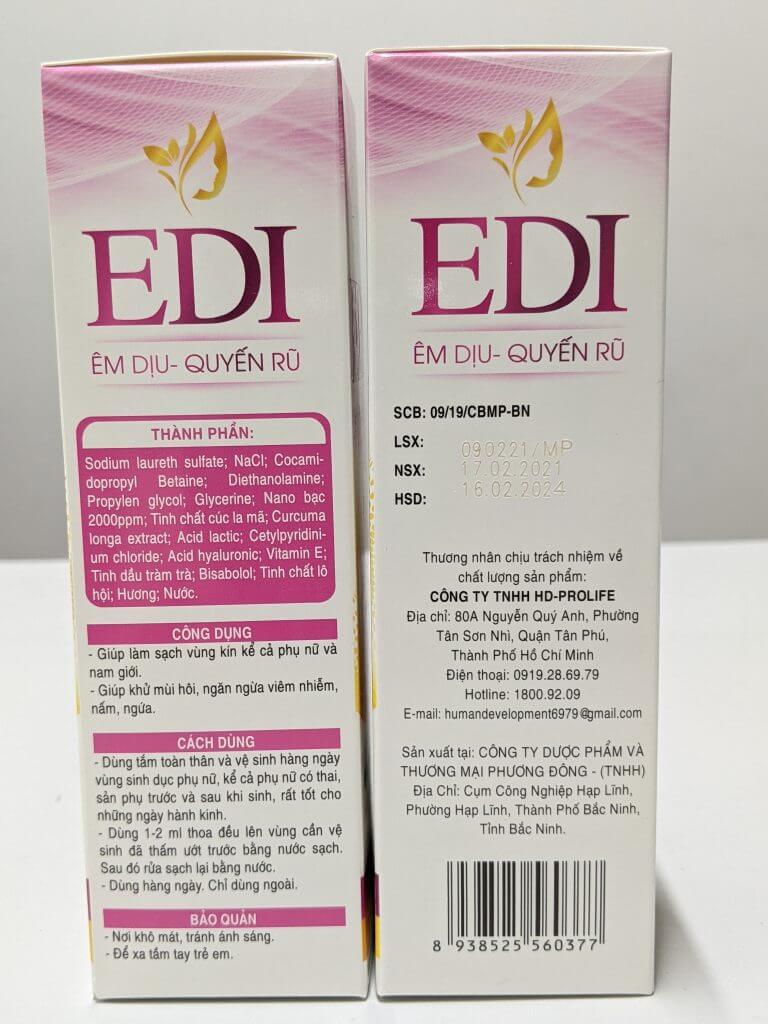 EDI
ÊM DỊU- QUYẾN RŨ
THÀNH PHẦN:
Sodium laureth sulfate; NaCl; Cocami-
dopropyl Betaine; Diethanolamine;
Propylen glycol; Glycerine; Nano bạc
2000ppm; Tinh chất cúc la mã; Curcuma
longa extract; Acid lactic; Cetylpyridini-
um chloride; Acid hyaluronic; Vitamin E;
Tinh dầu tràm trà; Bisabolol; Tinh chất lô
hội; Hương; Nước.
CÔNG DỤNG
- Giúp làm sạch vùng kín kể cả phụ nữ và
nam giới.
- Giúp khử mùi hôi, ngăn ngừa viêm nhiễm,
nấm, ngứa.
CÁCH DÙNG
- Dùng tắm toàn thân và vệ sinh hàng ngày
vùng sinh dục phụ nữ, kể cả phụ nữ có thai,
sản phụ trước và sau khi sinh, rất tốt cho
những ngày hành kinh.
- Dùng 1-2 ml thoa đều lên vùng cần vệ
sinh đã thấm ướt trước bằng nước sạch.
Sau đó rửa sạch lại bằng nước.
- Dùng hàng ngày. Chỉ dùng ngoài.
BẢO QUẢN
- Nơi khô mát, tránh ánh sáng.
- Để xa tầm tay trẻ em.
EDI
ÊM DỊU- QUYẾN RŨ
SCB: 09/19/CBMP-BN
LSX: 090221/MP
NSX: 17.02.2021
HSD: 16.02.2024
Thương nhân chịu trách nhiệm về
chất lượng sản phẩm:
CÔNG TY TNHH HD-PROLIFE
Địa chỉ: 80A Nguyễn Quý Anh, Phường
Tân Sơn Nhì, Quận Tân Phú,
Thành Phố Hồ Chí Minh
Điện thoại: 0919.28.69.79
Hotline: 1800.92.09
E-mail: humandevelopment6979@gmail.com
Sản xuất tại: CÔNG TY DƯỢC PHẨM VÀ
THƯƠNG MẠI PHƯƠNG ĐÔNG - (TNHH)
Địa Chỉ: Cụm Công Nghiệp Hạp Lĩnh,
Phường Hạp Lĩnh, Thành Phố Bắc Ninh,
Tỉnh Bắc Ninh.
8 938525 560377